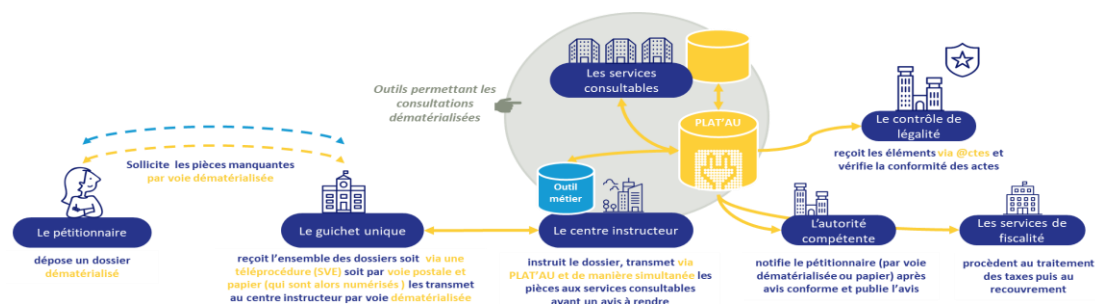 Outils permettant les
consultations
dématérialisées
Les services
consultables
PLAT'AU
Le contrôle de
légalité
reçoit les éléments via @ctes et
vérifie la conformité des actes
Sollicite les pièces manquantes
par voie dématérialisée
Outil
métier
Le pétitionnaire
dépose un dossier
dématérialisé
Le guichet unique
reçoit l'ensemble des dossiers soit via une
téléprocédure (SVE) soit par voie postale et
papier (qui sont alors numérisés) les transmet
au centre instructeur par voie dématérialisée
Le centre instructeur
instruit le dossier, transmet via
PLAT'AU et de manière simultanée les
pièces aux services consultables
ayant un avis à rendre
L'autorité
compétente
notifie le pétitionnaire (par voie
dématérialisée ou papier) après
avis conforme et publie l'avis
Les services de
fiscalité
procèdent au traitement
des taxes puis au
recouvrement